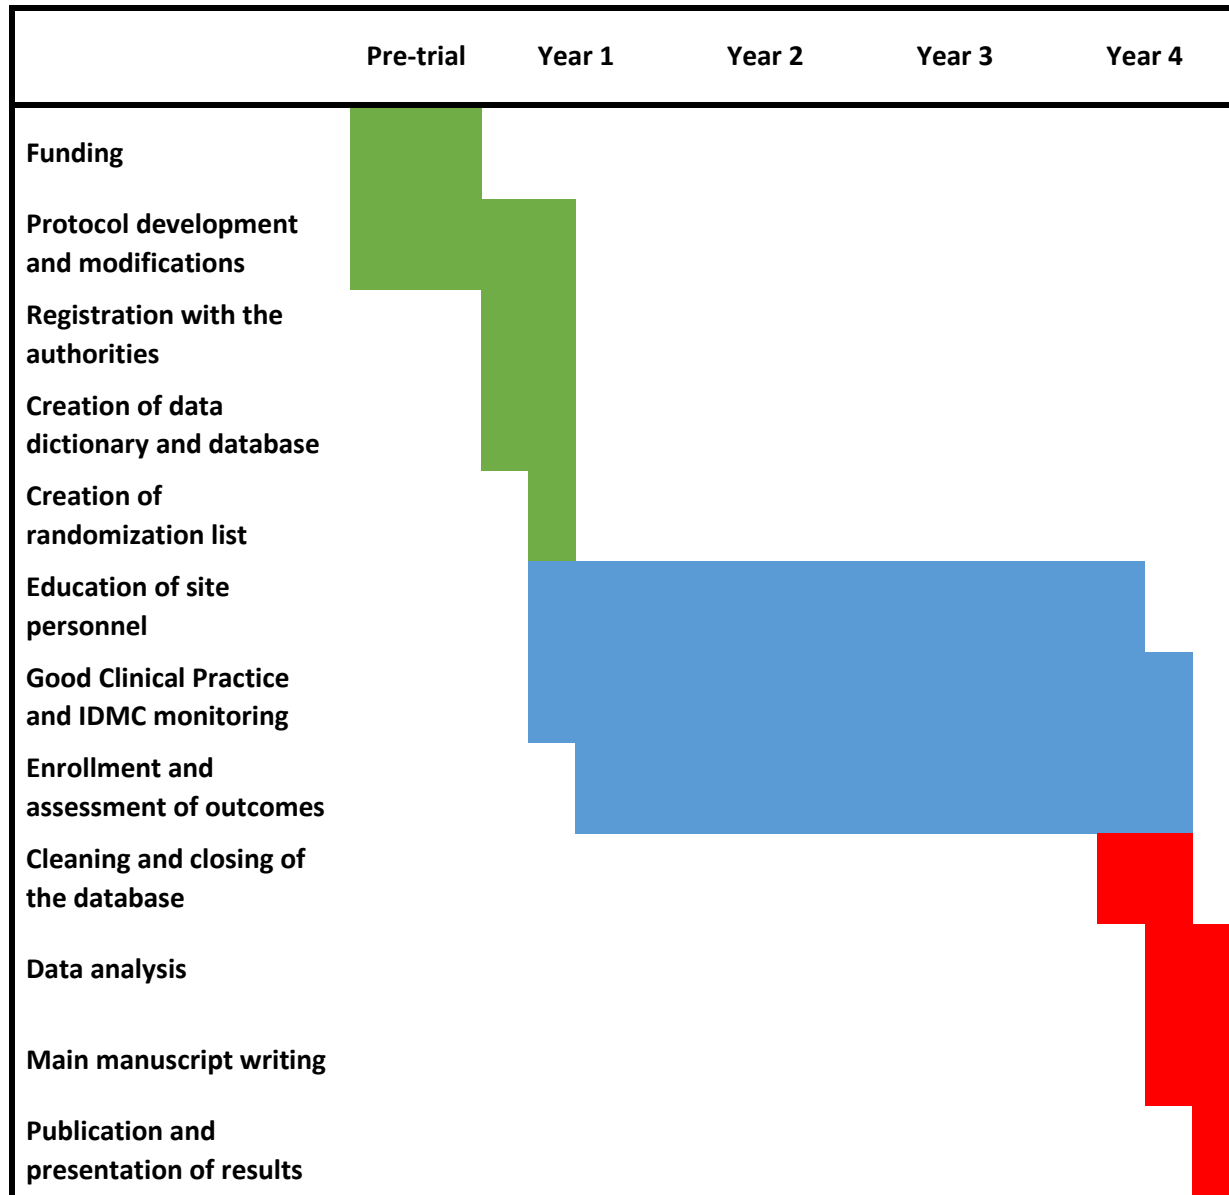 Pre-trial Year 1 Year 2 Year 3 Year 4
Funding
Protocol development
and modifications
Registration with the
authorities
Creation of data
dictionary and database
Creation of
randomization list
Education of site
personnel
Good Clinical Practice
and IDMC monitoring
Enrollment and
assessment of outcomes
Cleaning and closing of
the database
Data analysis
Main manuscript writing
Publication and
presentation of results